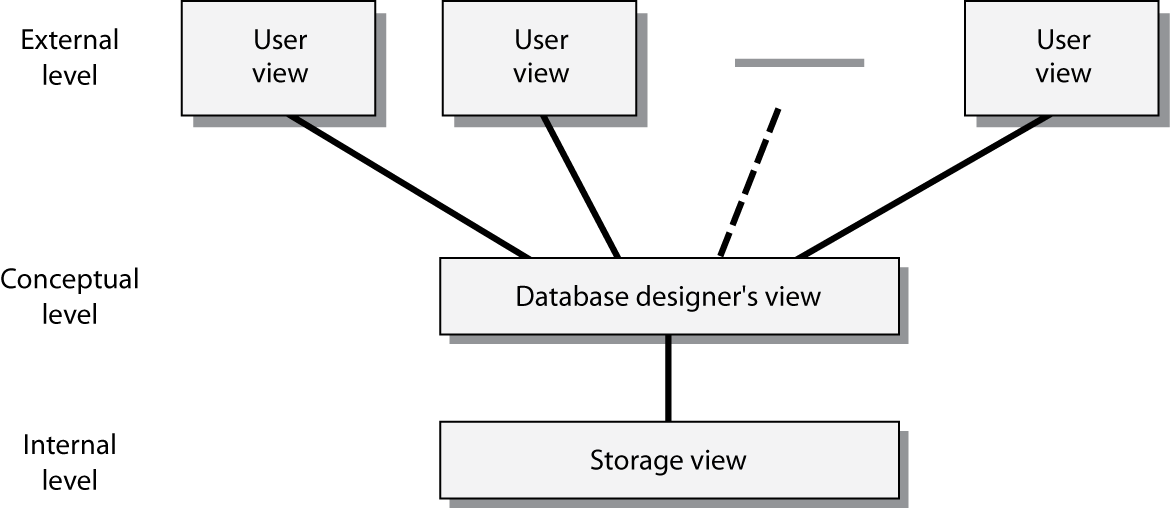 External
level
User
view
User
view
User
view
Conceptual
level
Database designer's view
Internal
level
Storage view